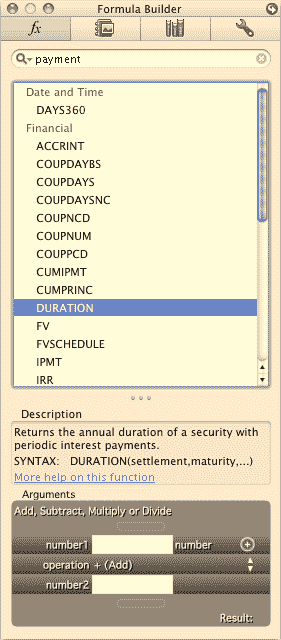 Formula Builder
fx
payment
Date and Time
DAYS360
Financial
ACCRINT
COUPDAYBS
COUPDAYS
COUPDAYSNC
COUPNCD
COUPNUM
COUPPCD
CUMIPMT
CUMPRINC
DURATION
FV
FVSCHEDULE
IPMT
IRR
Description
Returns the annual duration of a security with
periodic interest payments.
SYNTAX: DURATION(settlement,maturity,...)
More help on this function
Arguments
Add, Subtract, Multiply or Divide
number1 number
operation + (Add)
number2
Result: